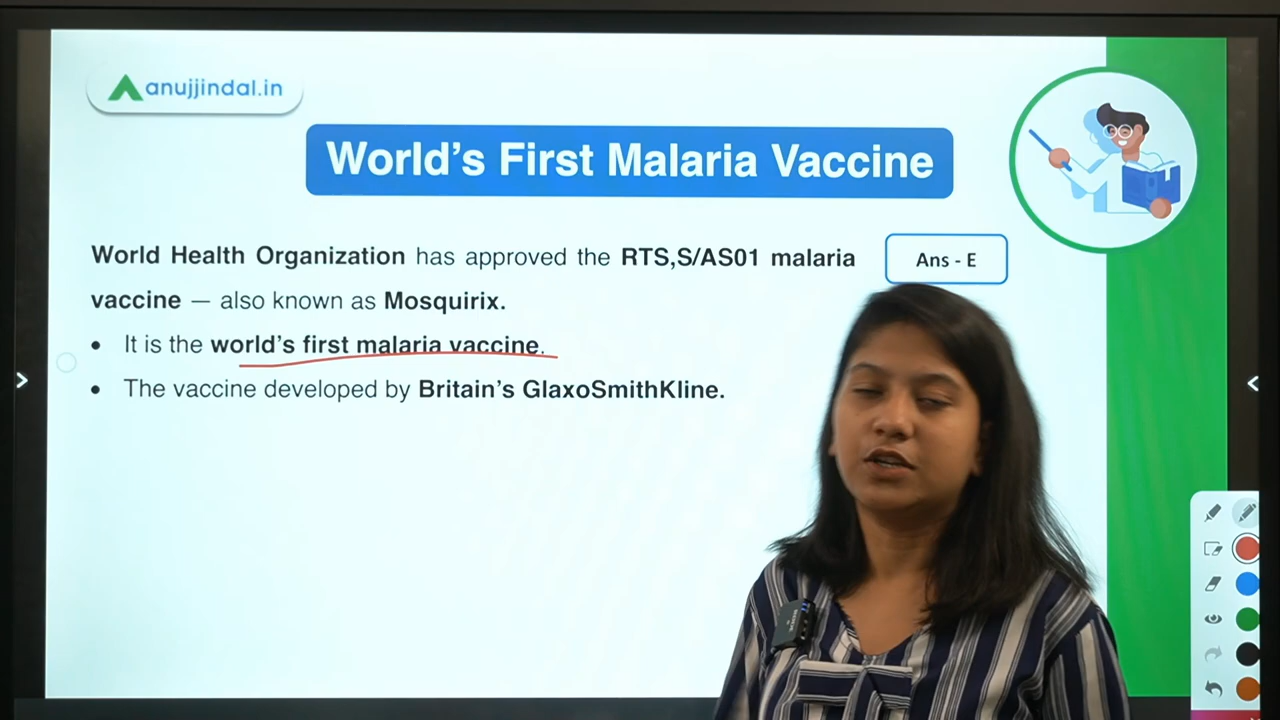 anujjindal.in
World's First Malaria Vaccine
World Health Organization has approved the RTS,S/AS01 malaria
vaccine — also known as Mosquirix.
Ans - E
• It is the world's first malaria vaccine.
• The vaccine developed by Britain's GlaxoSmithKline.